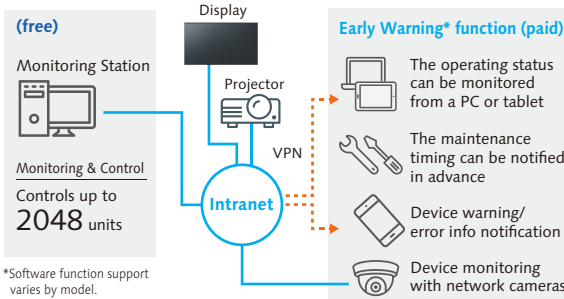 (free)
Monitoring Station
Monitoring & Control
Controls up to
2048 units
*Software function support
varies by model.
Display
Projector
VPN
Intranet
Early Warning* function (paid)
The operating status
can be monitored
from a PC or tablet
The maintenance
timing can be notified
in advance
Device warning/
error info notification
Device monitoring
with network cameras